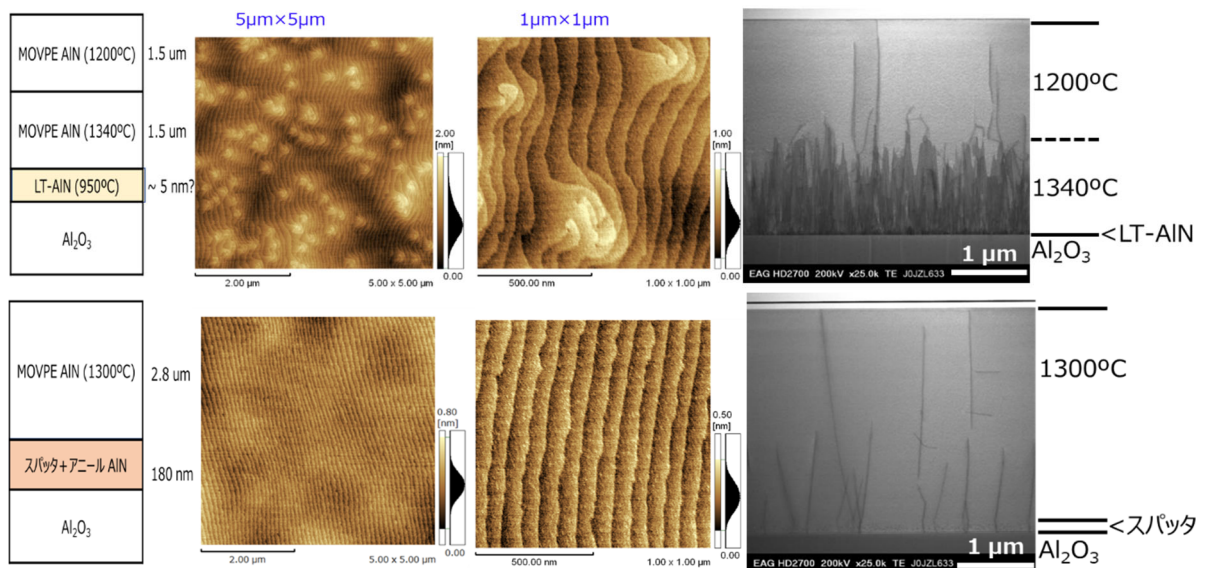 5μm×5μm
1μm×1μm
MOVPE AlN (1200ºC)
1.5 um
MOVPE AlN (1340ºC)
1.5 um
LT-AlN (950ºC)
~ 5 nm?
Al₂O₃
2.00
[nm]
0.00
2.00 μm
5.00 x 5.00 μm
1.00
[nm]
0.00
500.00 nm
1.00 x 1.00 μm
1200ºC
1340ºC
<LT-AlN
Al₂O₃
1 μm
EAG HD2700 200kV x25.0k TE J0JZL633
MOVPE AlN (1300ºC)
2.8 um
スパッタ+アニール AlN
180 nm
Al₂O₃
0.80
[nm]
0.00
2.00 μm
5.00 x 5.00 μm
0.50
[nm]
0.00
500.00 nm
1.00 x 1.00 μm
1300ºC
<スパッタ
Al₂O₃
1 μm
EAG HD2700 200kV x25.0k TE J0JZL633